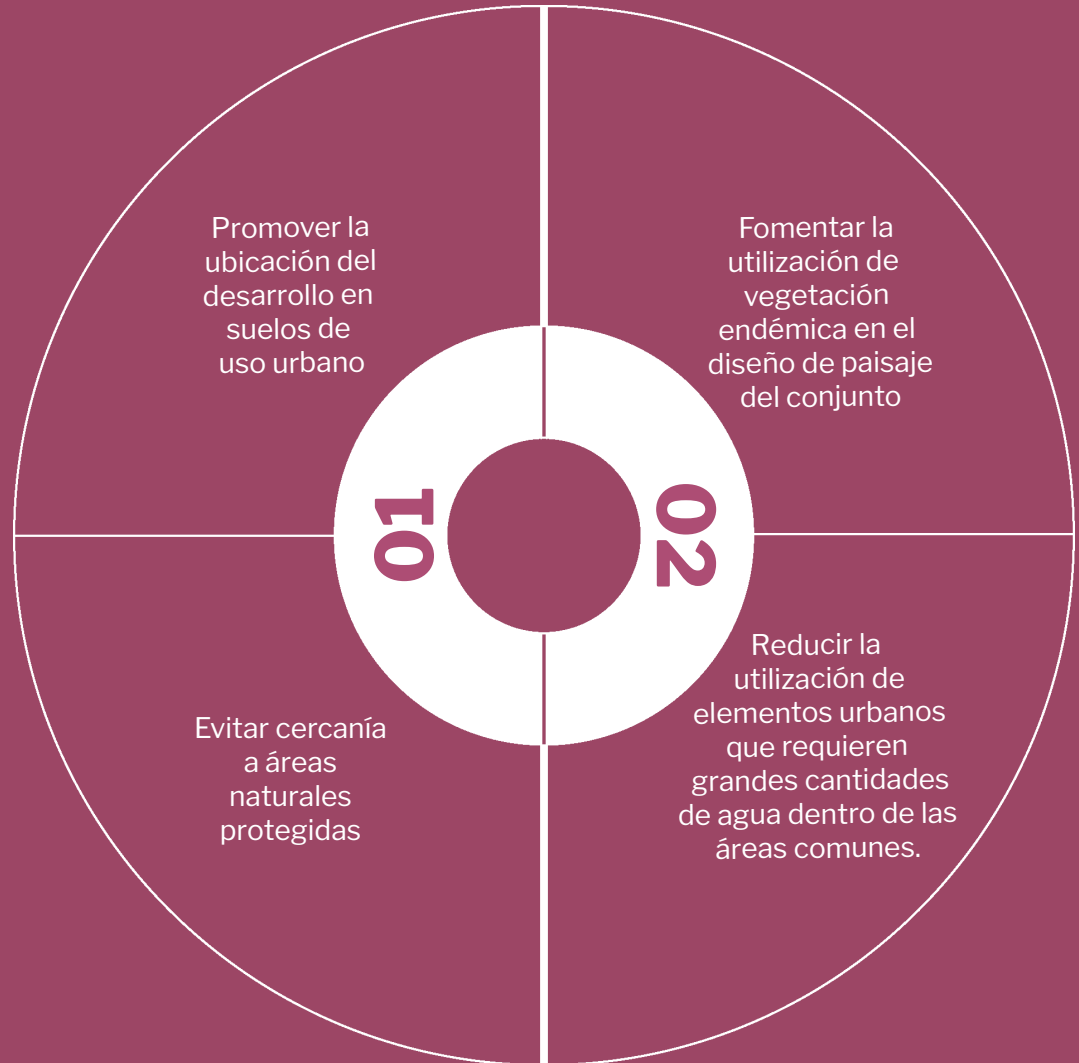 Promover la
ubicación del
desarrollo en
suelos de
uso urbano
Evitar cercanía
a áreas
naturales
protegidas
01
02
Fomentar la
utilización de
vegetación
endémica en el
diseño de paisaje
del conjunto
Reducir la
utilización de
elementos urbanos
que requieren
grandes cantidades
de agua dentro de las
áreas comunes.